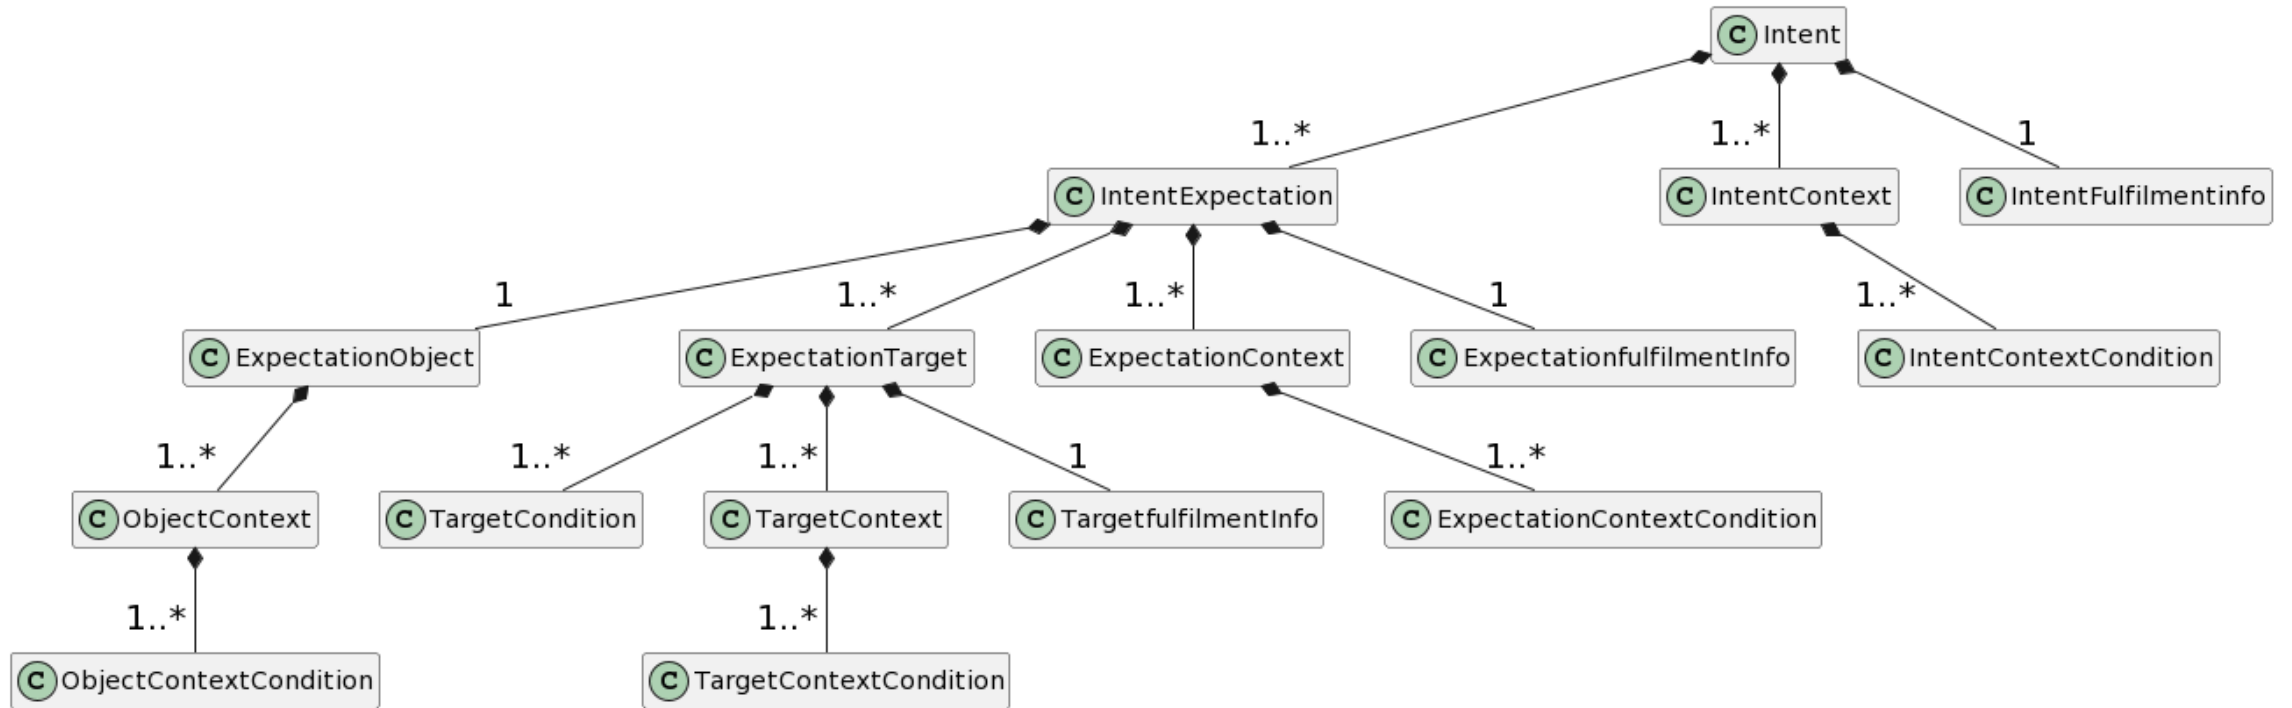 C Intent
1..* 1..* 1
C IntentExpectation C IntentContext C IntentFulfilmentinfo
1 1..* 1..* 1 1..*
C ExpectationObject C ExpectationTarget C ExpectationContext C ExpectationfulfilmentInfo C IntentContextCondition
1..* 1..* 1..* 1 1..*
C ObjectContext C TargetCondition C TargetContext C TargetfulfilmentInfo C ExpectationContextCondition
1..* 1..*
C ObjectContextCondition C TargetContextCondition